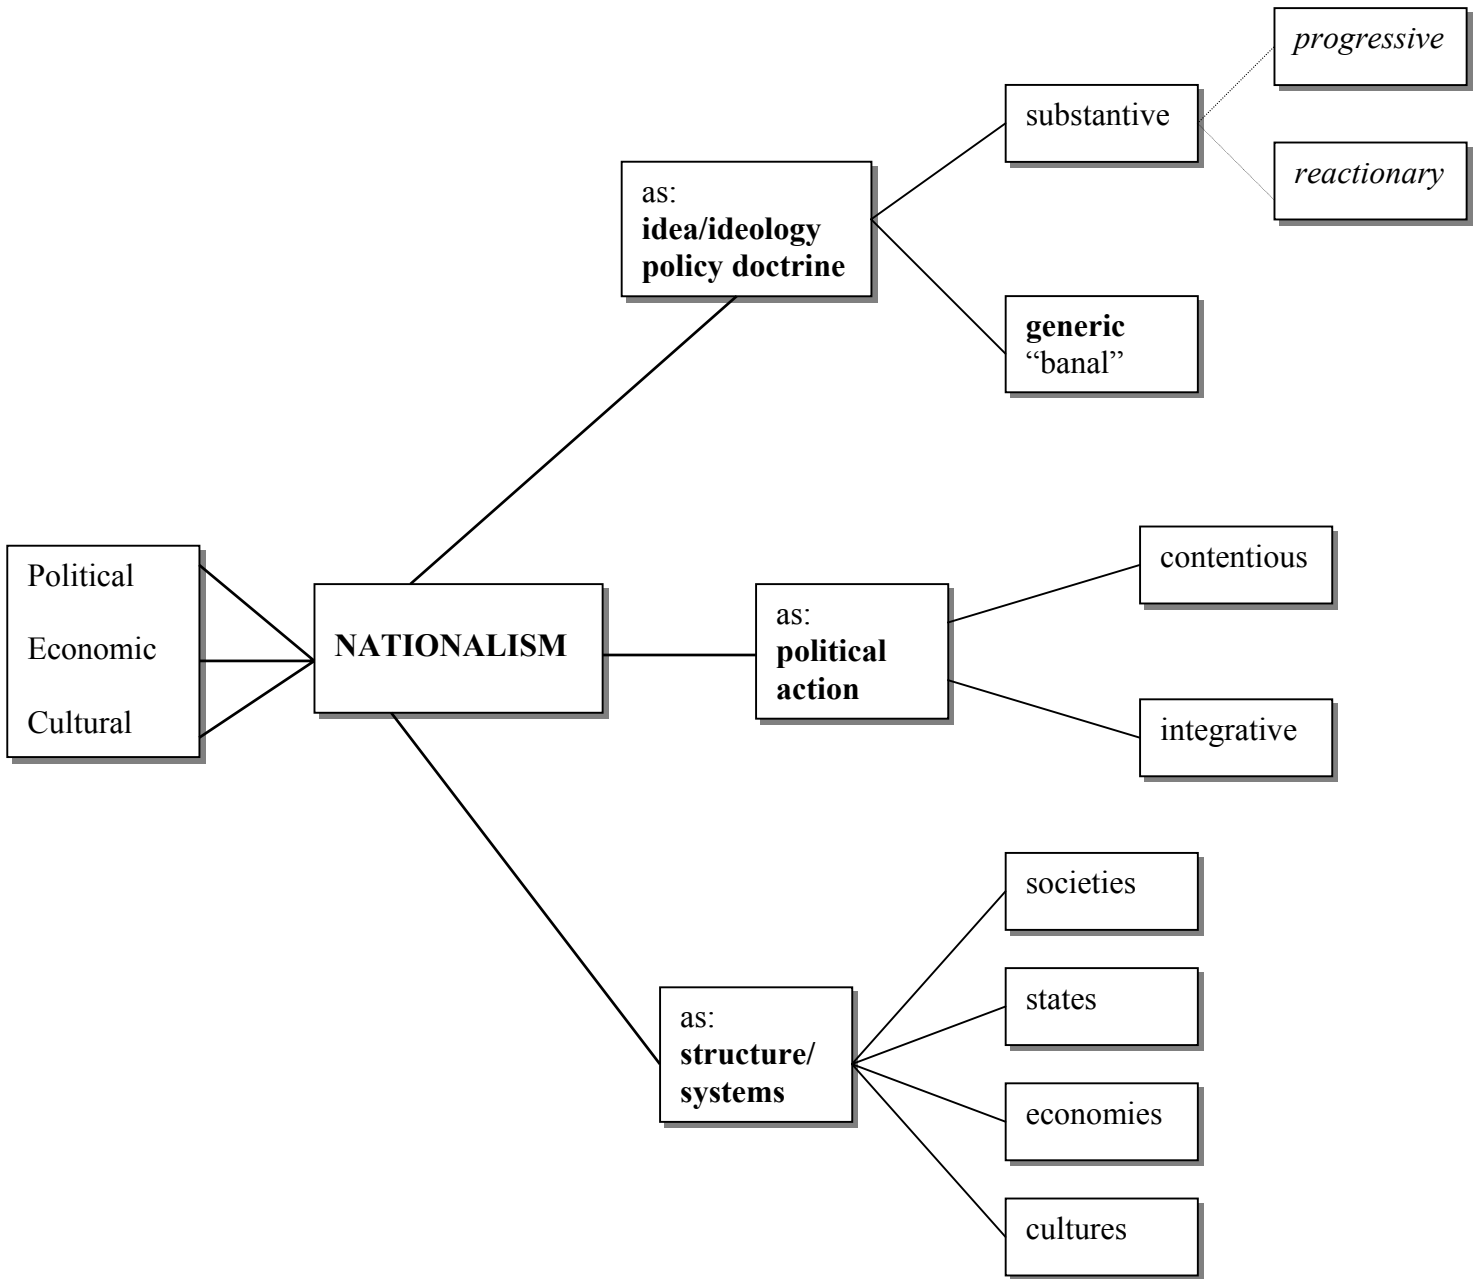 progressive
substantive
reactionary
as:
idea/ideology
policy doctrine
generic
“banal”
Political
Economic
Cultural
NATIONALISM
as:
political
action
contentious
integrative
societies
as:
structure/
systems
states
economies
cultures